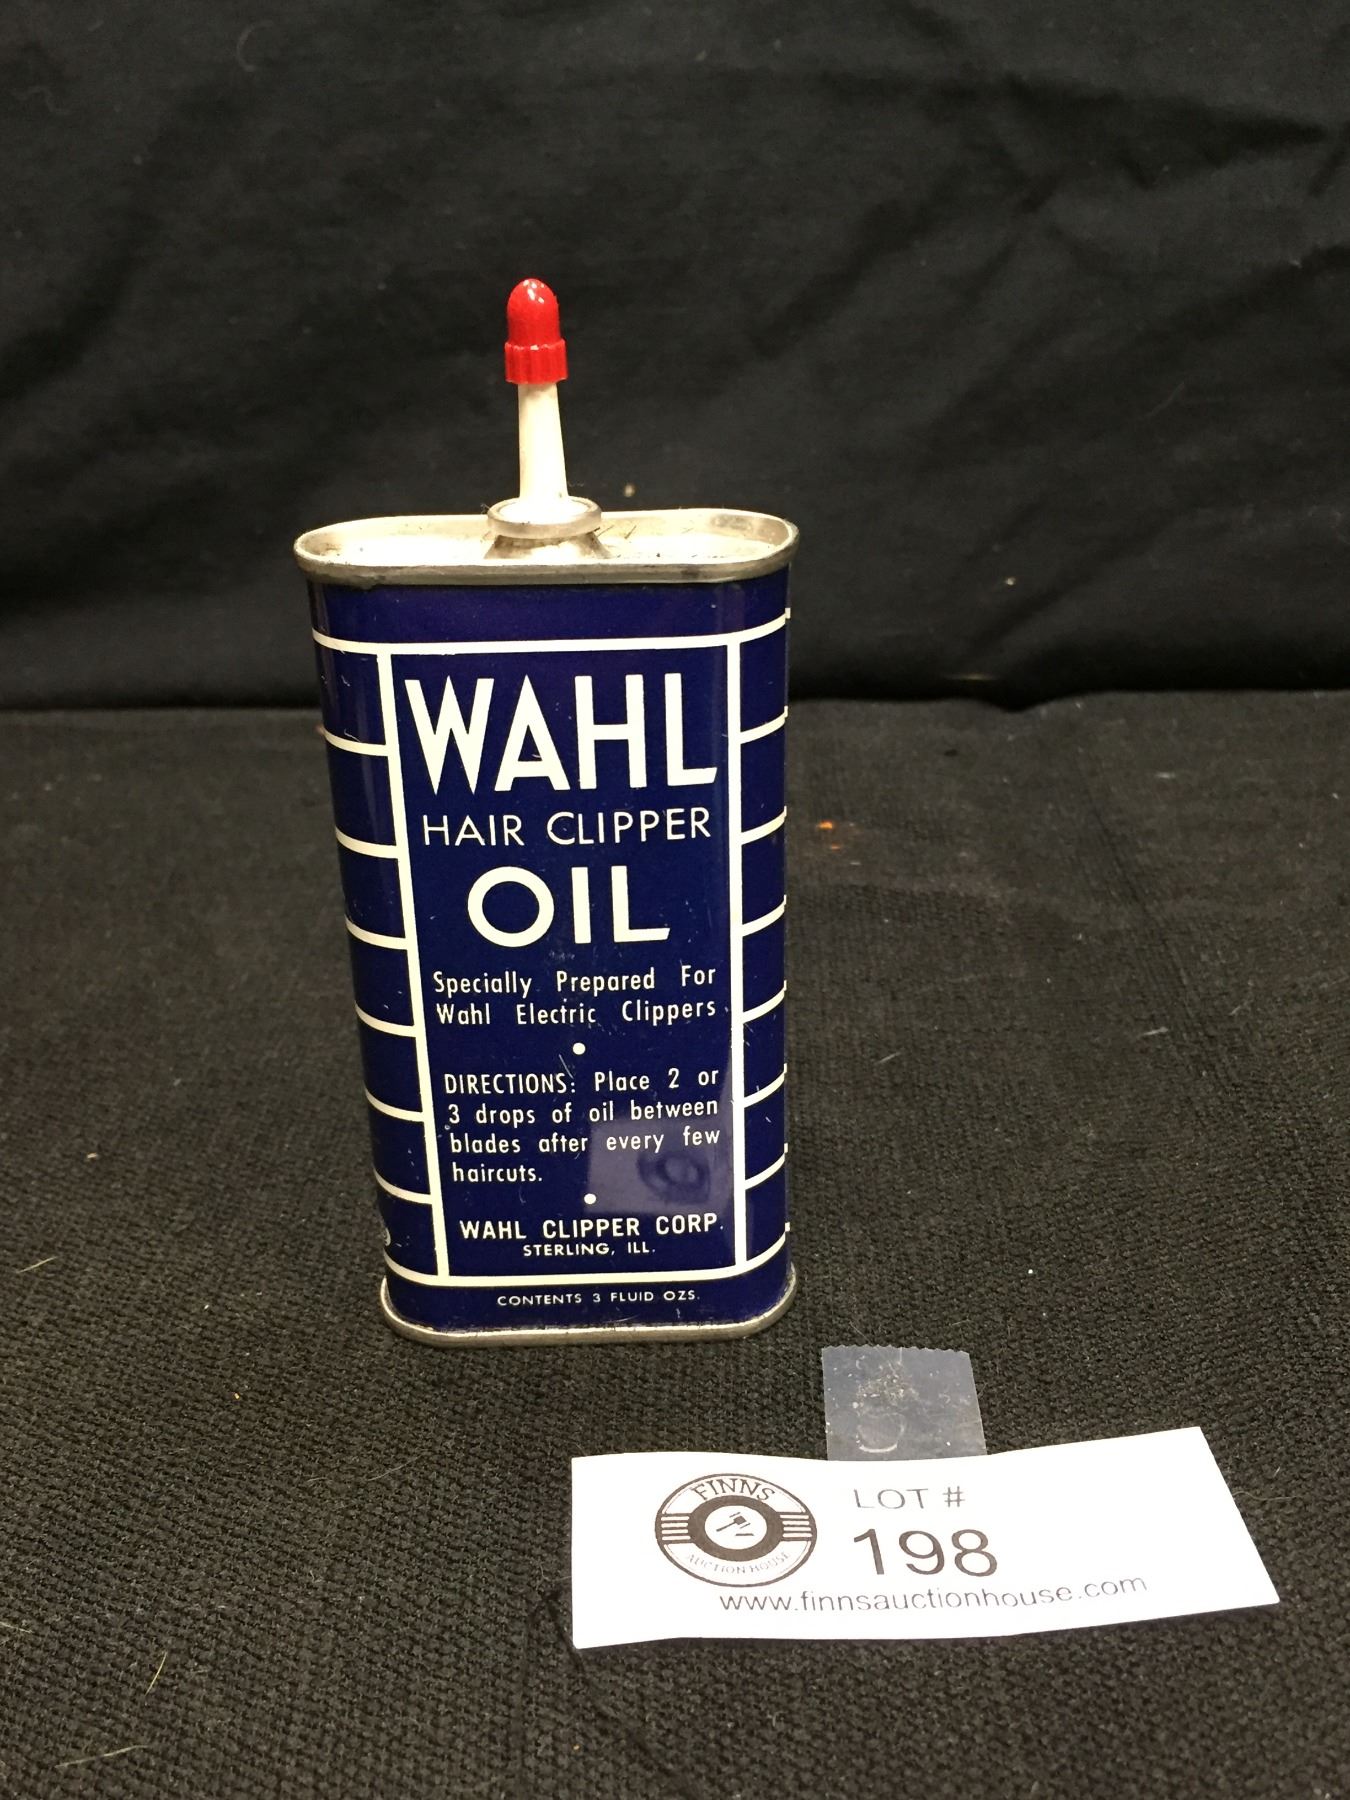 WAHL
HAIR CLIPPER
OIL
Specially Prepared For
Wahl Electric Clippers
DIRECTIONS: Place 2 or
3 drops of oil between
blades after every few
haircuts.
WAHL CLIPPER CORP.
STERLING, ILL.
CONTENTS 3 FLUID OZS.
FINNS
AUCTION HOUSE
LOT #
198
www.finnsauctionhouse.com